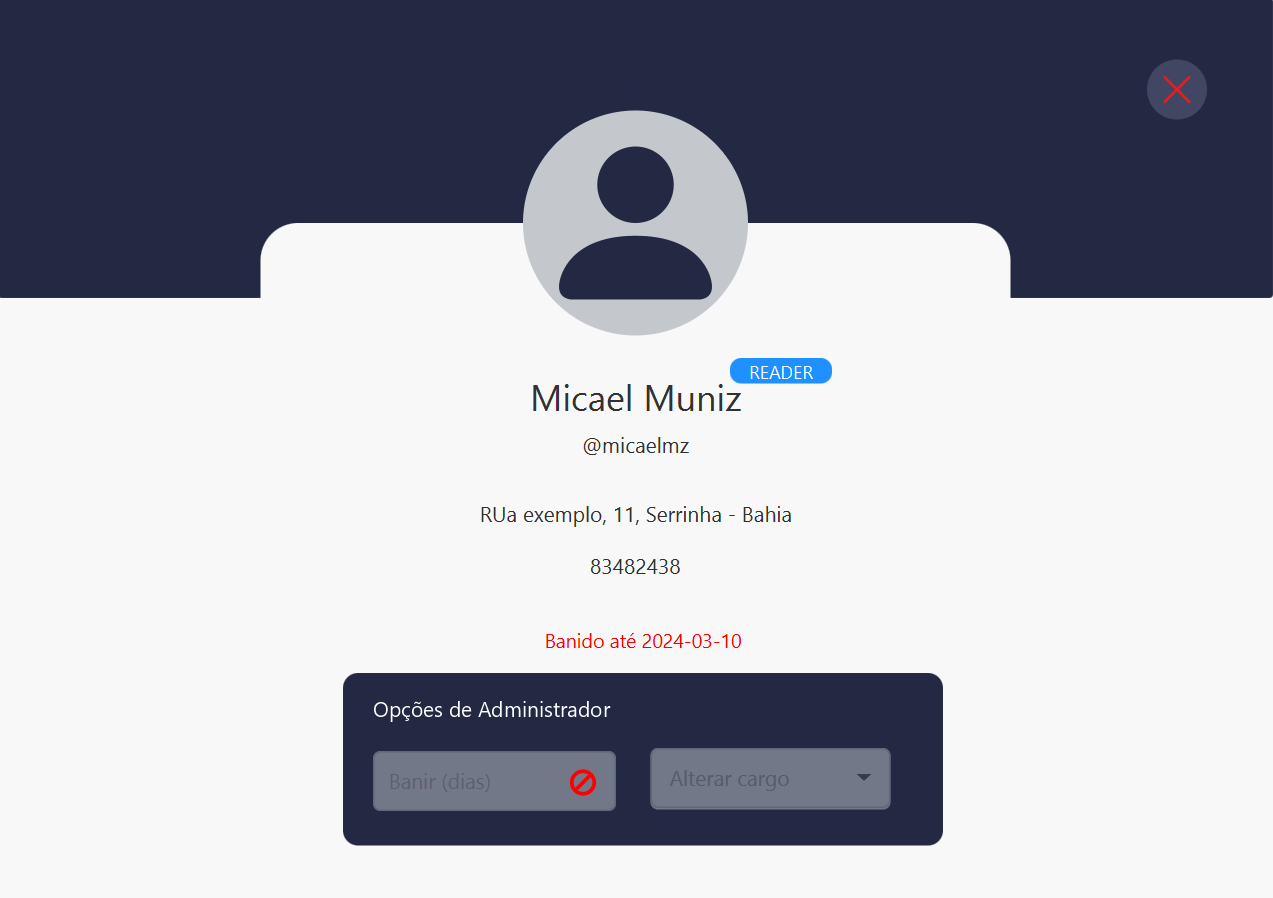 READER
Micael Muniz
@micaelmz
RUa exemplo, 11, Serrinha - Bahia
83482438
Banido até 2024-03-10
Opções de Administrador
Banir (dias)
Alterar cargo